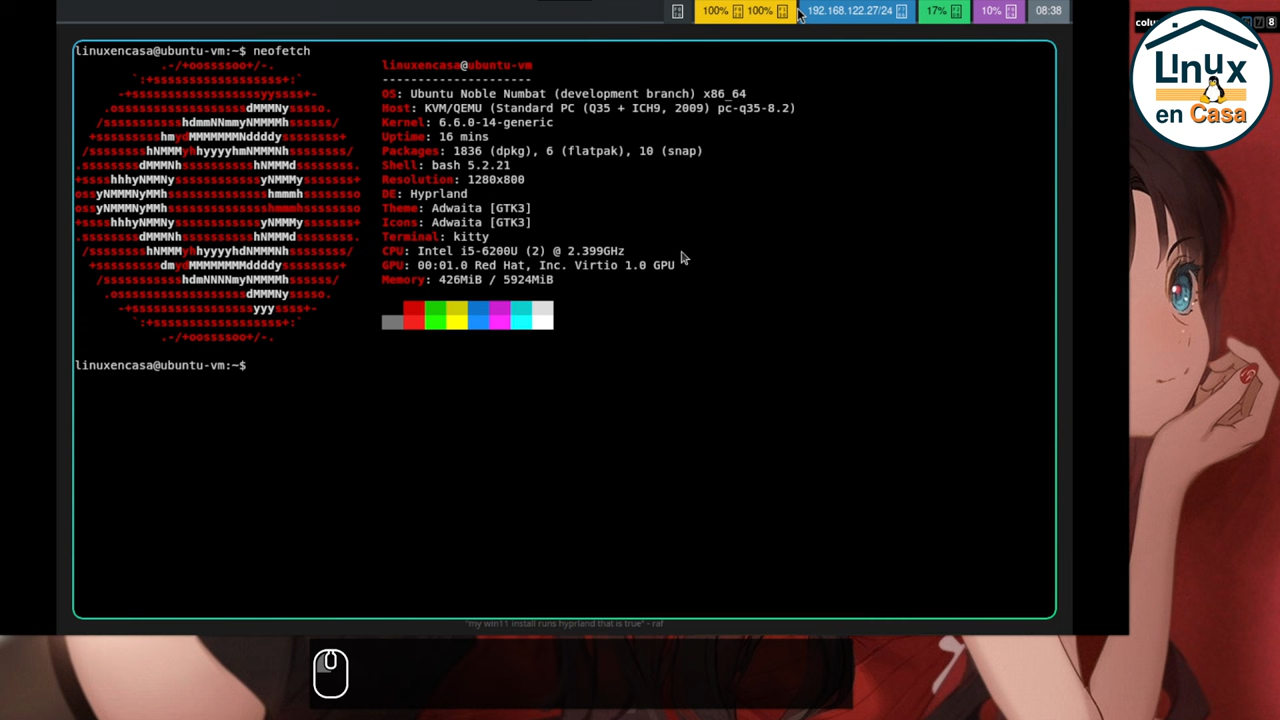 100% 100% 192.168.122.27/24 17% 10% 08:38
8
LInux
en Casa
linuxencasa@ubuntu-vm:~$ neofetch
linuxencasa@ubuntu-vm
---------------------
OS: Ubuntu Noble Numbat (development branch) x86_64
Host: KVM/QEMU (Standard PC (Q35 + ICH9, 2009) pc-q35-8.2)
Kernel: 6.6.0-14-generic
Uptime: 16 mins
Packages: 1836 (dpkg), 6 (flatpak), 10 (snap)
Shell: bash 5.2.21
Resolution: 1280x800
DE: Hyprland
Theme: Adwaita [GTK3]
Icons: Adwaita [GTK3]
Terminal: kitty
CPU: Intel i5-6200U (2) @ 2.399GHz
GPU: 00:01.0 Red Hat, Inc. Virtio 1.0 GPU
Memory: 426MiB / 5924MiB
linuxencasa@ubuntu-vm:~$
"my win11 install runs hyprland that is true" - raf